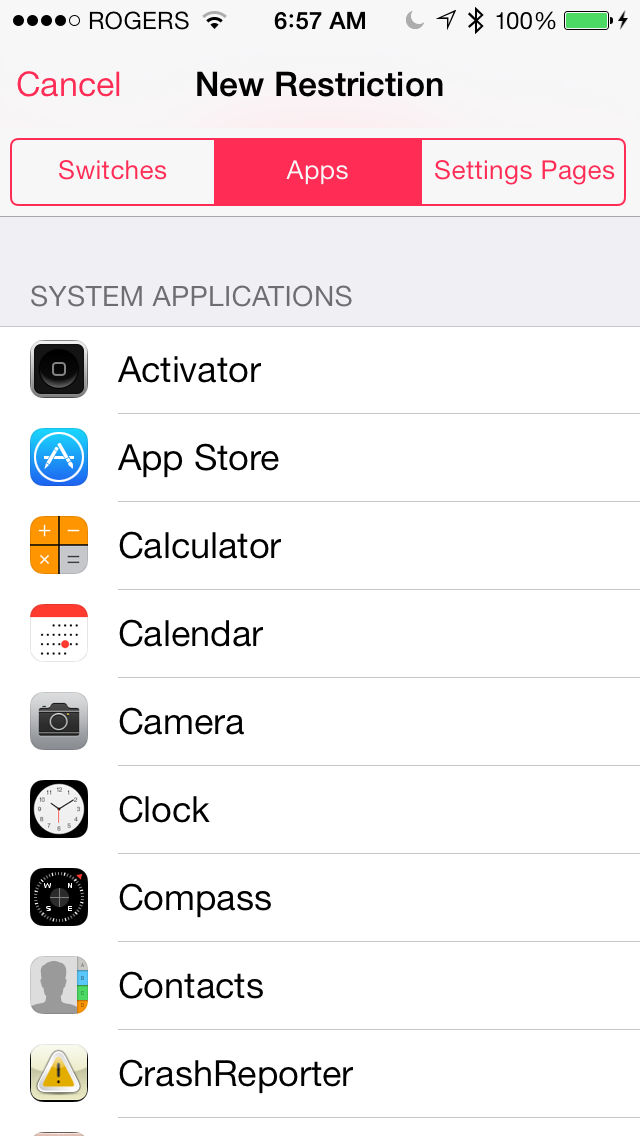 ROGERS 6:57 AM 100%
Cancel New Restriction
Switches Apps Settings Pages
SYSTEM APPLICATIONS
Activator
App Store
Calculator
Calendar
Camera
Clock
Compass
Contacts
CrashReporter